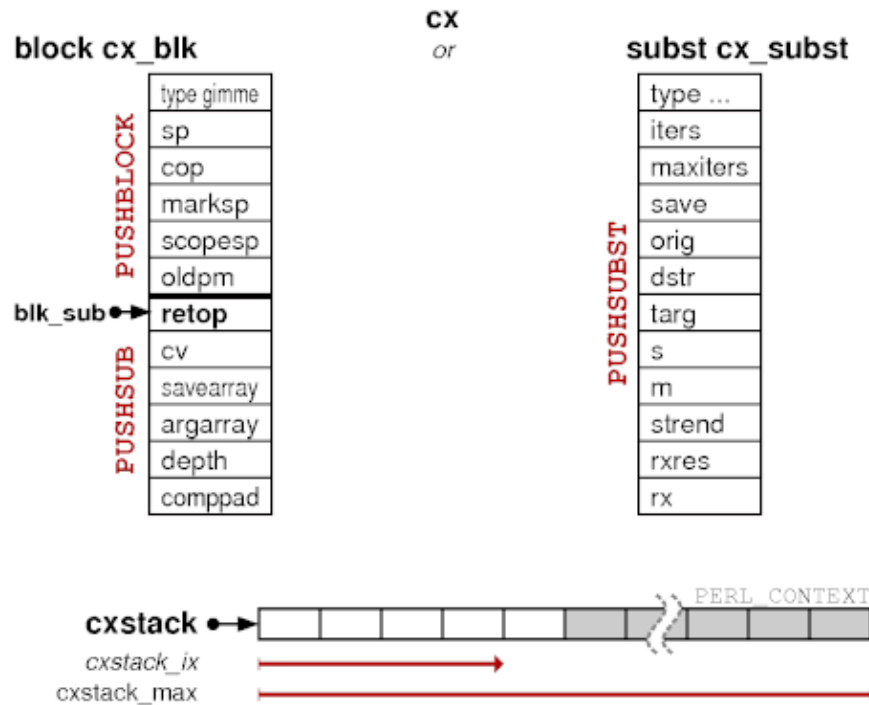 cx
or
block cx_blk
subst cx_subst
PUSHBLOCK
type gimme
sp
cop
marksp
scopesp
oldpm
blk_sub
retop
PUSHSUB
cv
savearray
argarray
depth
comppad
PUSHSUBST
type ...
iters
maxiters
save
orig
dstr
targ
s
m
strend
rxres
rx
PERL_CONTEXT
cxstack
cxstack_ix
cxstack_max